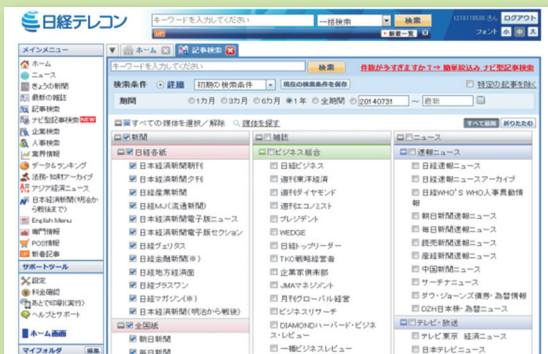 日経テレコン
キーワードを入力してください
一括検索
検索
ログアウト
新着一覧
フォント 小 中 大
メインメニュー
ホーム
ニュース
きょうの新聞
最新の雑誌
記事検索
ナビ型記事検索 NEW
企業検索
人事検索
業界情報
データ&ランキング
法務・知財アーカイブ
アジア経済ニュース
日本経済新聞(明治から戦後まで)
English Menu
専門情報
POS情報
新着記事
サポートツール
設定
料金確認
あとで印刷(実行)
ヘルプとサポート
ホーム画面
マイフォルダ 編集
ホーム
記事検索
キーワードを入力してください
検索
件数が多すぎますか?⇒ 簡単絞込み ナビ型記事検索
検索条件 詳細 初期の検索条件
現在の検索条件を保存
特定の記事を除く
期間 1カ月 3カ月 6カ月 1年 全期間 20140731 ~ 最新
すべての媒体を選択/解除 媒体を探す
すべて展開 折りたたむ
新聞
日経各紙
日本経済新聞朝刊
日本経済新聞夕刊
日経産業新聞
日経MJ(流通新聞)
日本経済新聞電子版ニュース
日本経済新聞電子版セクション
日経ヴェリタス
日経金融新聞(※)
日経地方経済面
日経プラスワン
日経マガジン(※)
日本経済新聞(明治から戦後)
全国紙
朝日新聞
毎日新聞
雑誌
ビジネス総合
日経ビジネス
週刊東洋経済
週刊ダイヤモンド
週刊エコノミスト
プレジデント
WEDGE
日経トップリーダー
TKC戦略経営者
企業家倶楽部
JMAマネジメント
月刊グローバル経営
ビジネスリサーチ
DIAMONDハーバード・ビジネス・レビュー
一橋ビジネスレビュー
ニュース
速報ニュース
日経速報ニュース
日経速報ニュースアーカイブ
日経WHO'S WHO人事異動情報
朝日新聞速報ニュース
毎日新聞速報ニュース
読売新聞速報ニュース
産経新聞速報ニュース
中国新聞ニュース
サーチナニュース
ダウ・ジョーンズ債券・為替情報
DZH日本株・為替ニュース
テレビ・放送
テレビ東京 経済ニュース
日本テレビニュース